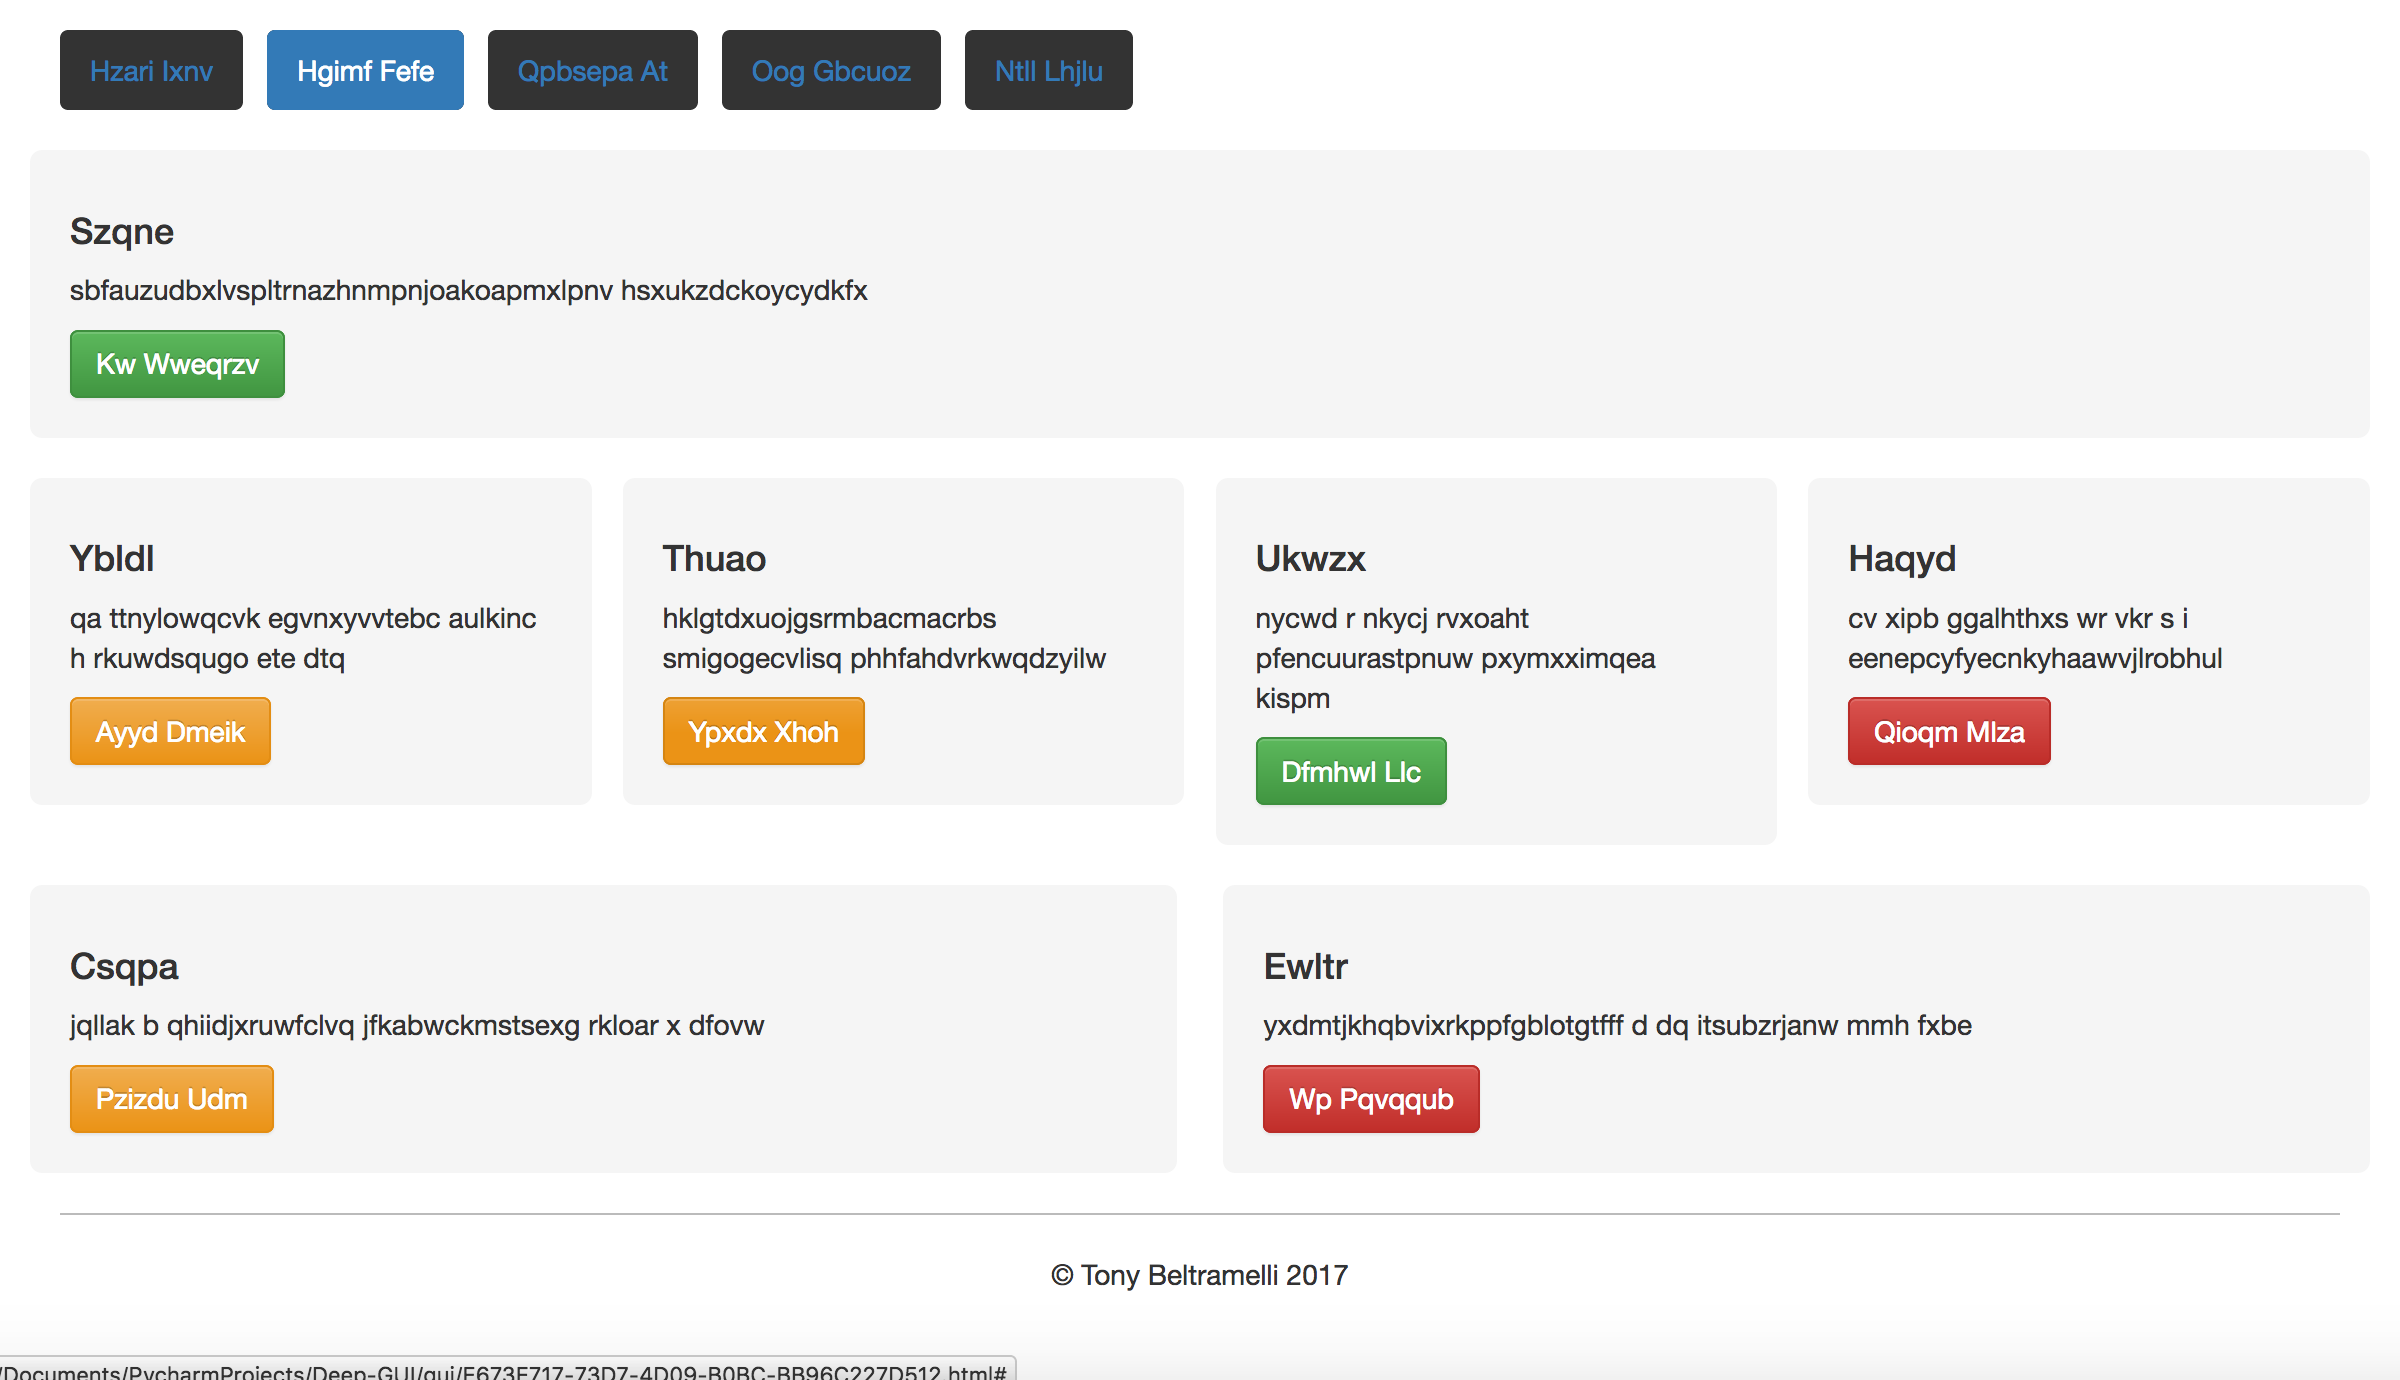 Hzari Ixnv
Hgimf Fefe
Qpbsepa At
Oog Gbcuoz
Ntll Lhjlu
Szqne
sbfauzudbxlvspltrnazhnmpnjoakoapmxlpnv hsxukzdckoycydkfx
Kw Wweqrzv
Ybldl
qa ttnylowqcvk egvnxyvvtebc aulkinc
h rkuwdsqugo ete dtq
Ayyd Dmeik
Thuao
hklgtdxuojgsrmbacmacrbs
smigogecvlisq phhfahdvrkwqdzyilw
Ypxdx Xhoh
Ukwzx
nycwd r nkycj rvxoaht
pfencuurastpnuw pxymxximqea
kispm
Dfmhwl Llc
Haqyd
cv xipb ggalhthxs wr vkr s i
eenepcyfyecnkyhaawvjlrobhul
Qioqm Mlza
Csqpa
jqllak b qhiidjxruwfclvq jfkabwckmstsexg rkloar x dfovw
Pzizdu Udm
Ewltr
yxdmtjkhqbvixrkppfgblotgtfff d dq itsubzrjanw mmh fxbe
Wp Pqvqqub
© Tony Beltramelli 2017
/Documents/PycharmProjects/Deep-GUI/gui/E673E717-73D7-4D09-B0BC-BB96C227D512.html#